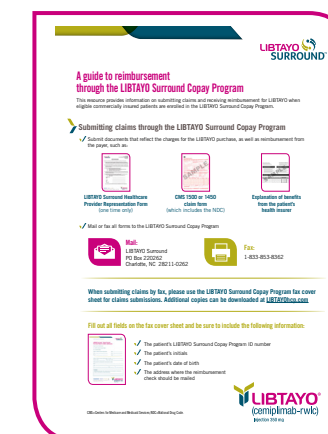 LIBTAYO
SURROUND
A guide to reimbursement
through the LIBTAYO Surround Copay Program
This resource provides information on submitting claims and receiving reimbursement for LIBTAYO when
eligible commercially insured patients are enrolled in the LIBTAYO Surround Copay Program.
Submitting claims through the LIBTAYO Surround Copay Program
Submit documents that reflect the charges for the LIBTAYO purchase, as well as reimbursement from
the payer, such as:
LIBTAYO Surround Healthcare
Provider Representation Form
(one time only)
CMS 1500 or 1450
claim form
(which includes the NDC)
Explanation of benefits
from the patient's
health insurer
Mail or fax all forms to the LIBTAYO Surround Copay Program
Mail:
LIBTAYO Surround
PO Box 220262
Charlotte, NC 28211-0262
Fax:
1-833-853-8362
When submitting claims by fax, please use the LIBTAYO Surround Copay Program fax cover
sheet for claims submissions. Additional copies can be downloaded at LIBTAYOhcp.com
Fill out all fields on the fax cover sheet and be sure to include the following information:
The patient's LIBTAYO Surround Copay Program ID number
The patient's initials
The patient's date of birth
The address where the reimbursement
check should be mailed
CMS=Centers for Medicare and Medicaid Services; NDC=National Drug Code.
LIBTAYO®
(cemiplimab-rwlc)
Injection 350 mg